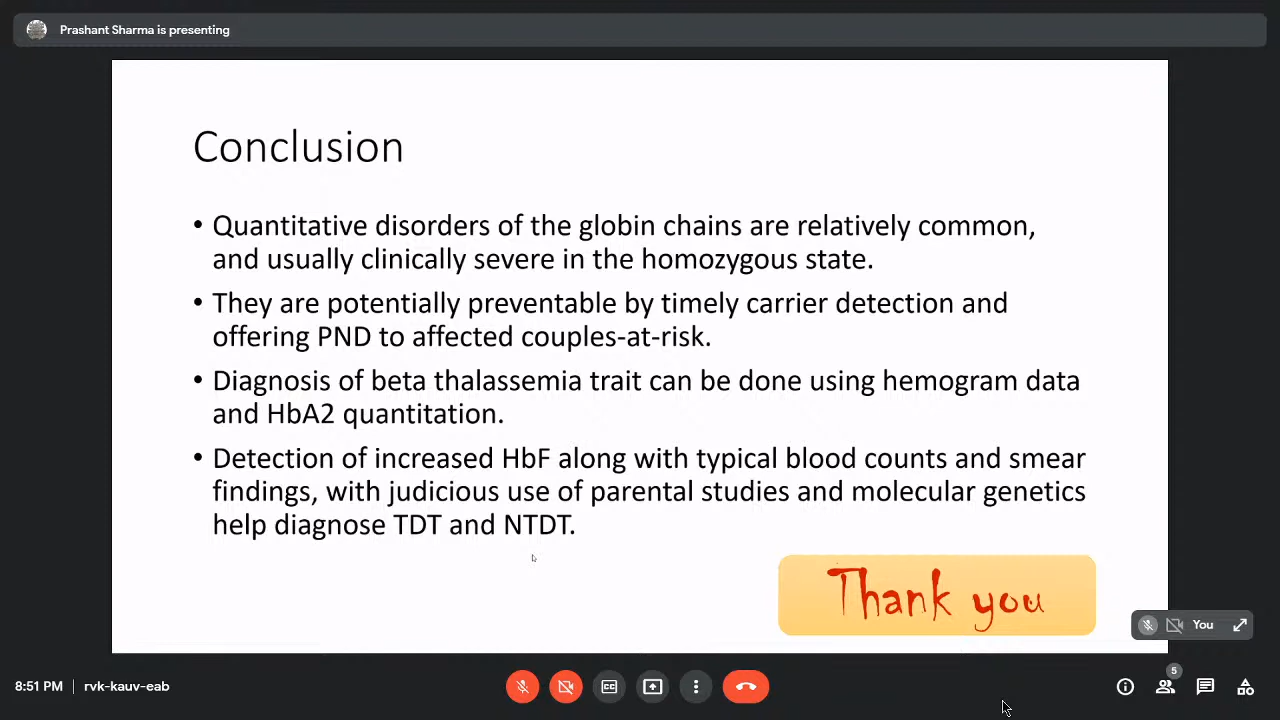 Prashant Sharma is presenting
Conclusion
• Quantitative disorders of the globin chains are relatively common,
and usually clinically severe in the homozygous state.
• They are potentially preventable by timely carrier detection and
offering PND to affected couples-at-risk.
• Diagnosis of beta thalassemia trait can be done using hemogram data
and HbA2 quantitation.
• Detection of increased HbF along with typical blood counts and smear
findings, with judicious use of parental studies and molecular genetics
help diagnose TDT and NTDT.
Thank you
You
8:51 PM | rvk-kauv-eab
CC
5